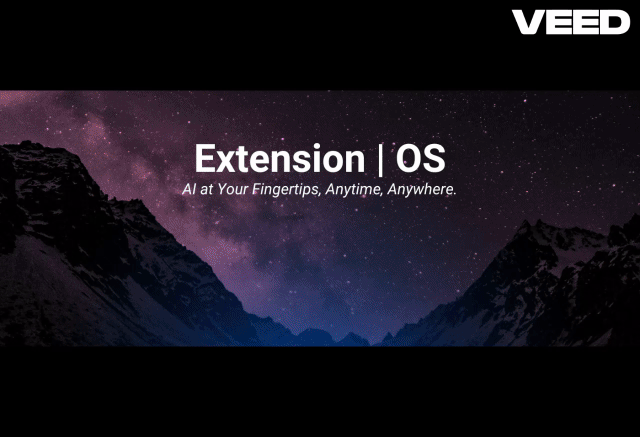 VEED
Extension | OS
AI at Your Fingertips, Anytime, Anywhere.